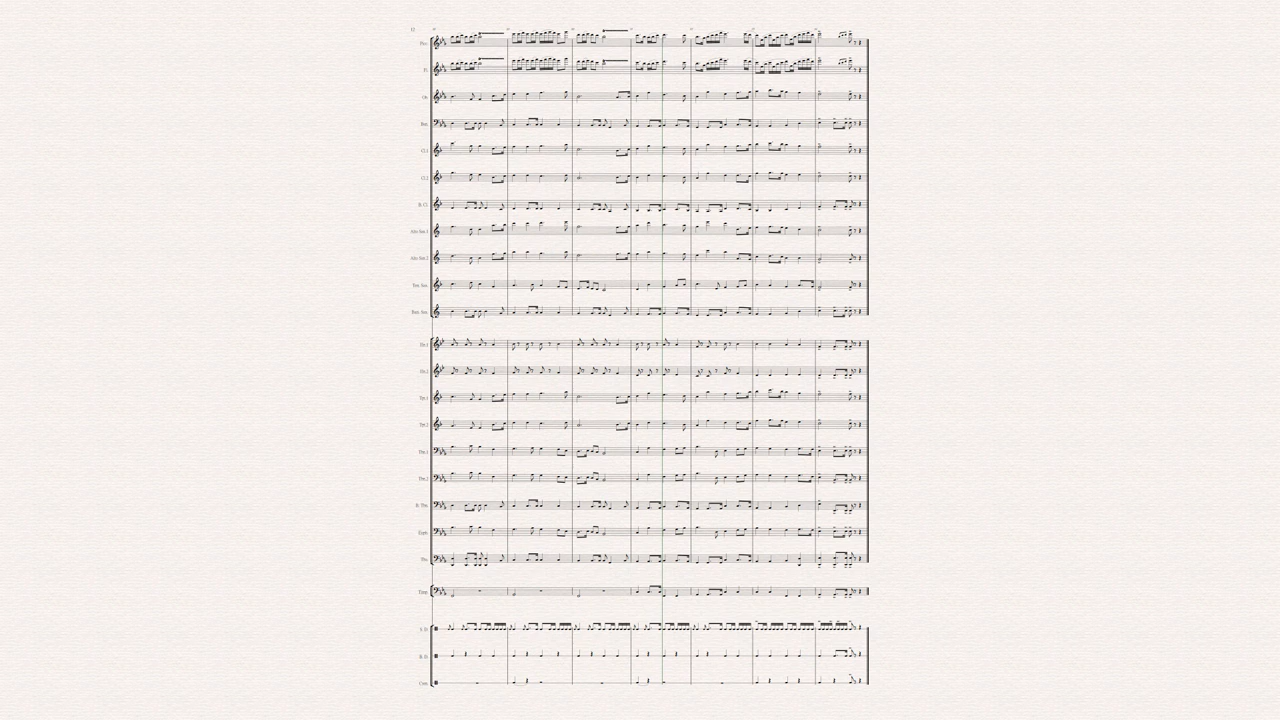 12
Picc.
Fl.
Ob.
Bsn.
Cl.1
Cl.2
B. Cl.
Alto Sax.1
Alto Sax.2
Ten. Sax.
Bari. Sax.
Hn.1
Hn.2
Tpt.1
Tpt.2
Tbn.1
Tbn.2
B. Tbn.
Euph.
Tba.
Timp.
S. D.
B. D.
Cym.